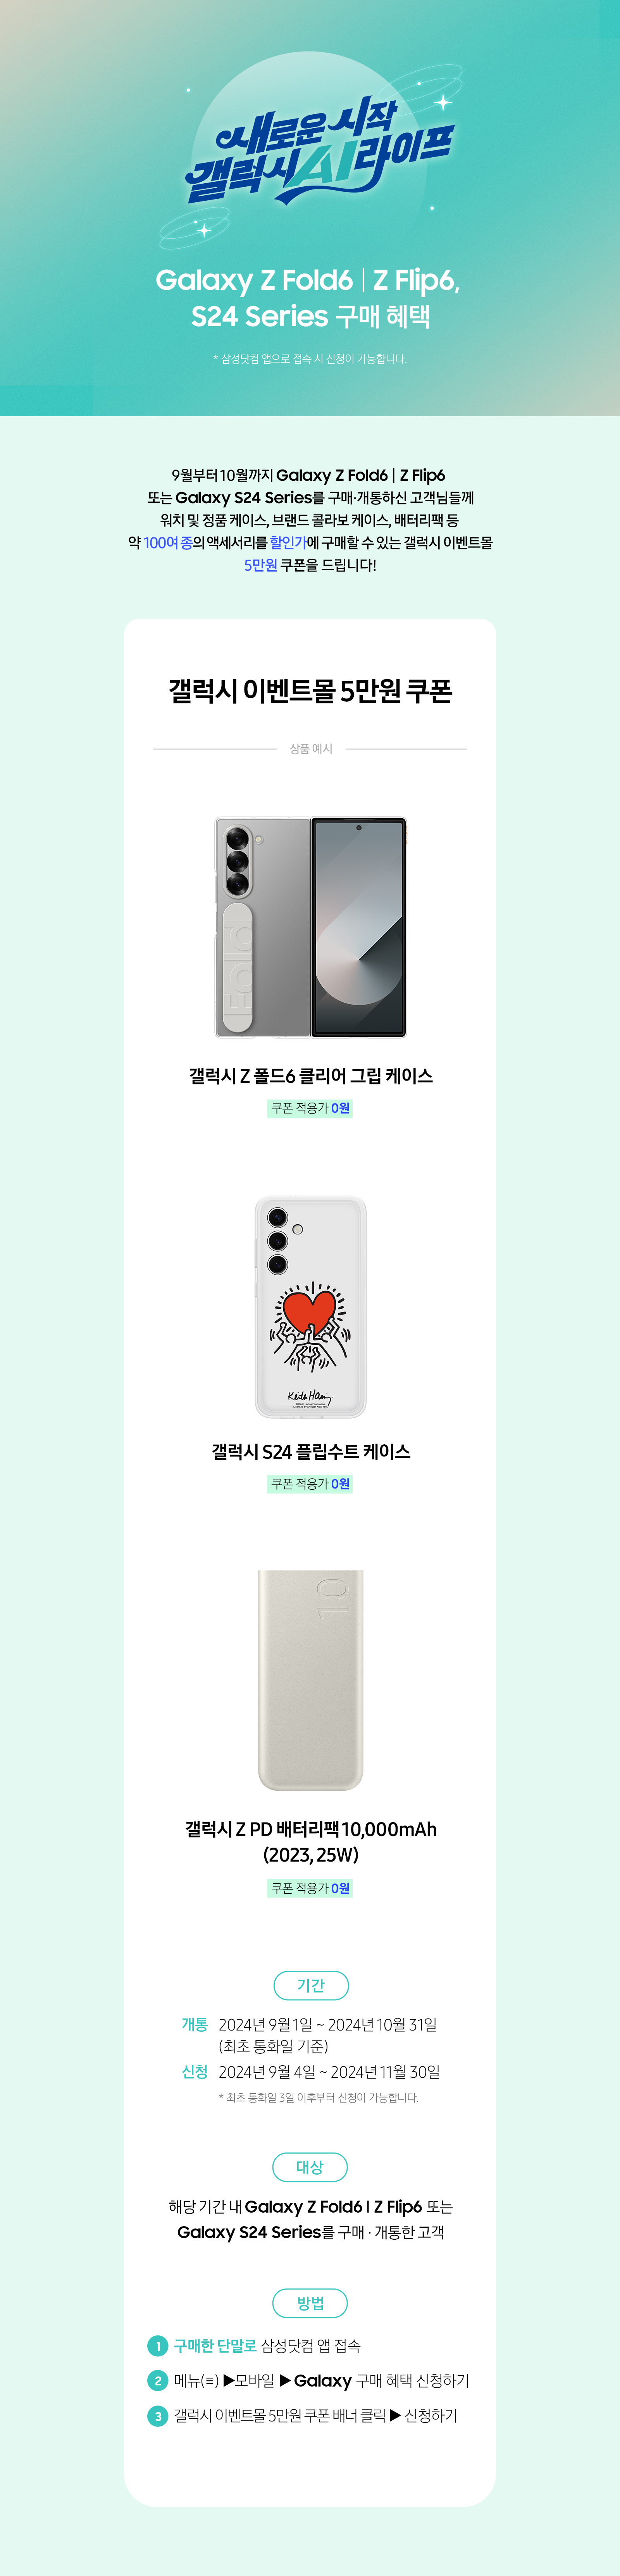 새로운 시작
갤럭시 AI 라이프
Galaxy Z Fold6 | Z Flip6,
S24 Series 구매 혜택
* 삼성닷컴 앱으로 접속 시 신청이 가능합니다.
9월부터 10월까지 Galaxy Z Fold6 | Z Flip6
또는 Galaxy S24 Series를 구매·개통하신 고객님들께
워치 및 정품 케이스, 브랜드 콜라보 케이스, 배터리팩 등
약 100여 종의 액세서리를 할인가에 구매할 수 있는 갤럭시 이벤트몰
5만원 쿠폰을 드립니다!
갤럭시 이벤트몰 5만원 쿠폰
상품 예시
Fold
갤럭시 Z 폴드6 클리어 그립 케이스
쿠폰 적용가 0원
Keith Haring
갤럭시 S24 플립수트 케이스
쿠폰 적용가 0원
10
갤럭시 Z PD 배터리팩 10,000mAh
(2023, 25W)
쿠폰 적용가 0원
기간
개통 2024년 9월 1일 ~ 2024년 10월 31일
(최초 통화일 기준)
신청 2024년 9월 4일 ~ 2024년 11월 30일
* 최초 통화일 3일 이후부터 신청이 가능합니다.
대상
해당 기간 내 Galaxy Z Fold6 I Z Flip6 또는
Galaxy S24 Series를 구매 · 개통한 고객
방법
1 구매한 단말로 삼성닷컴 앱 접속
2 메뉴(≡) ▶모바일 ▶ Galaxy 구매 혜택 신청하기
3 갤럭시 이벤트몰 5만원 쿠폰 배너 클릭 ▶ 신청하기